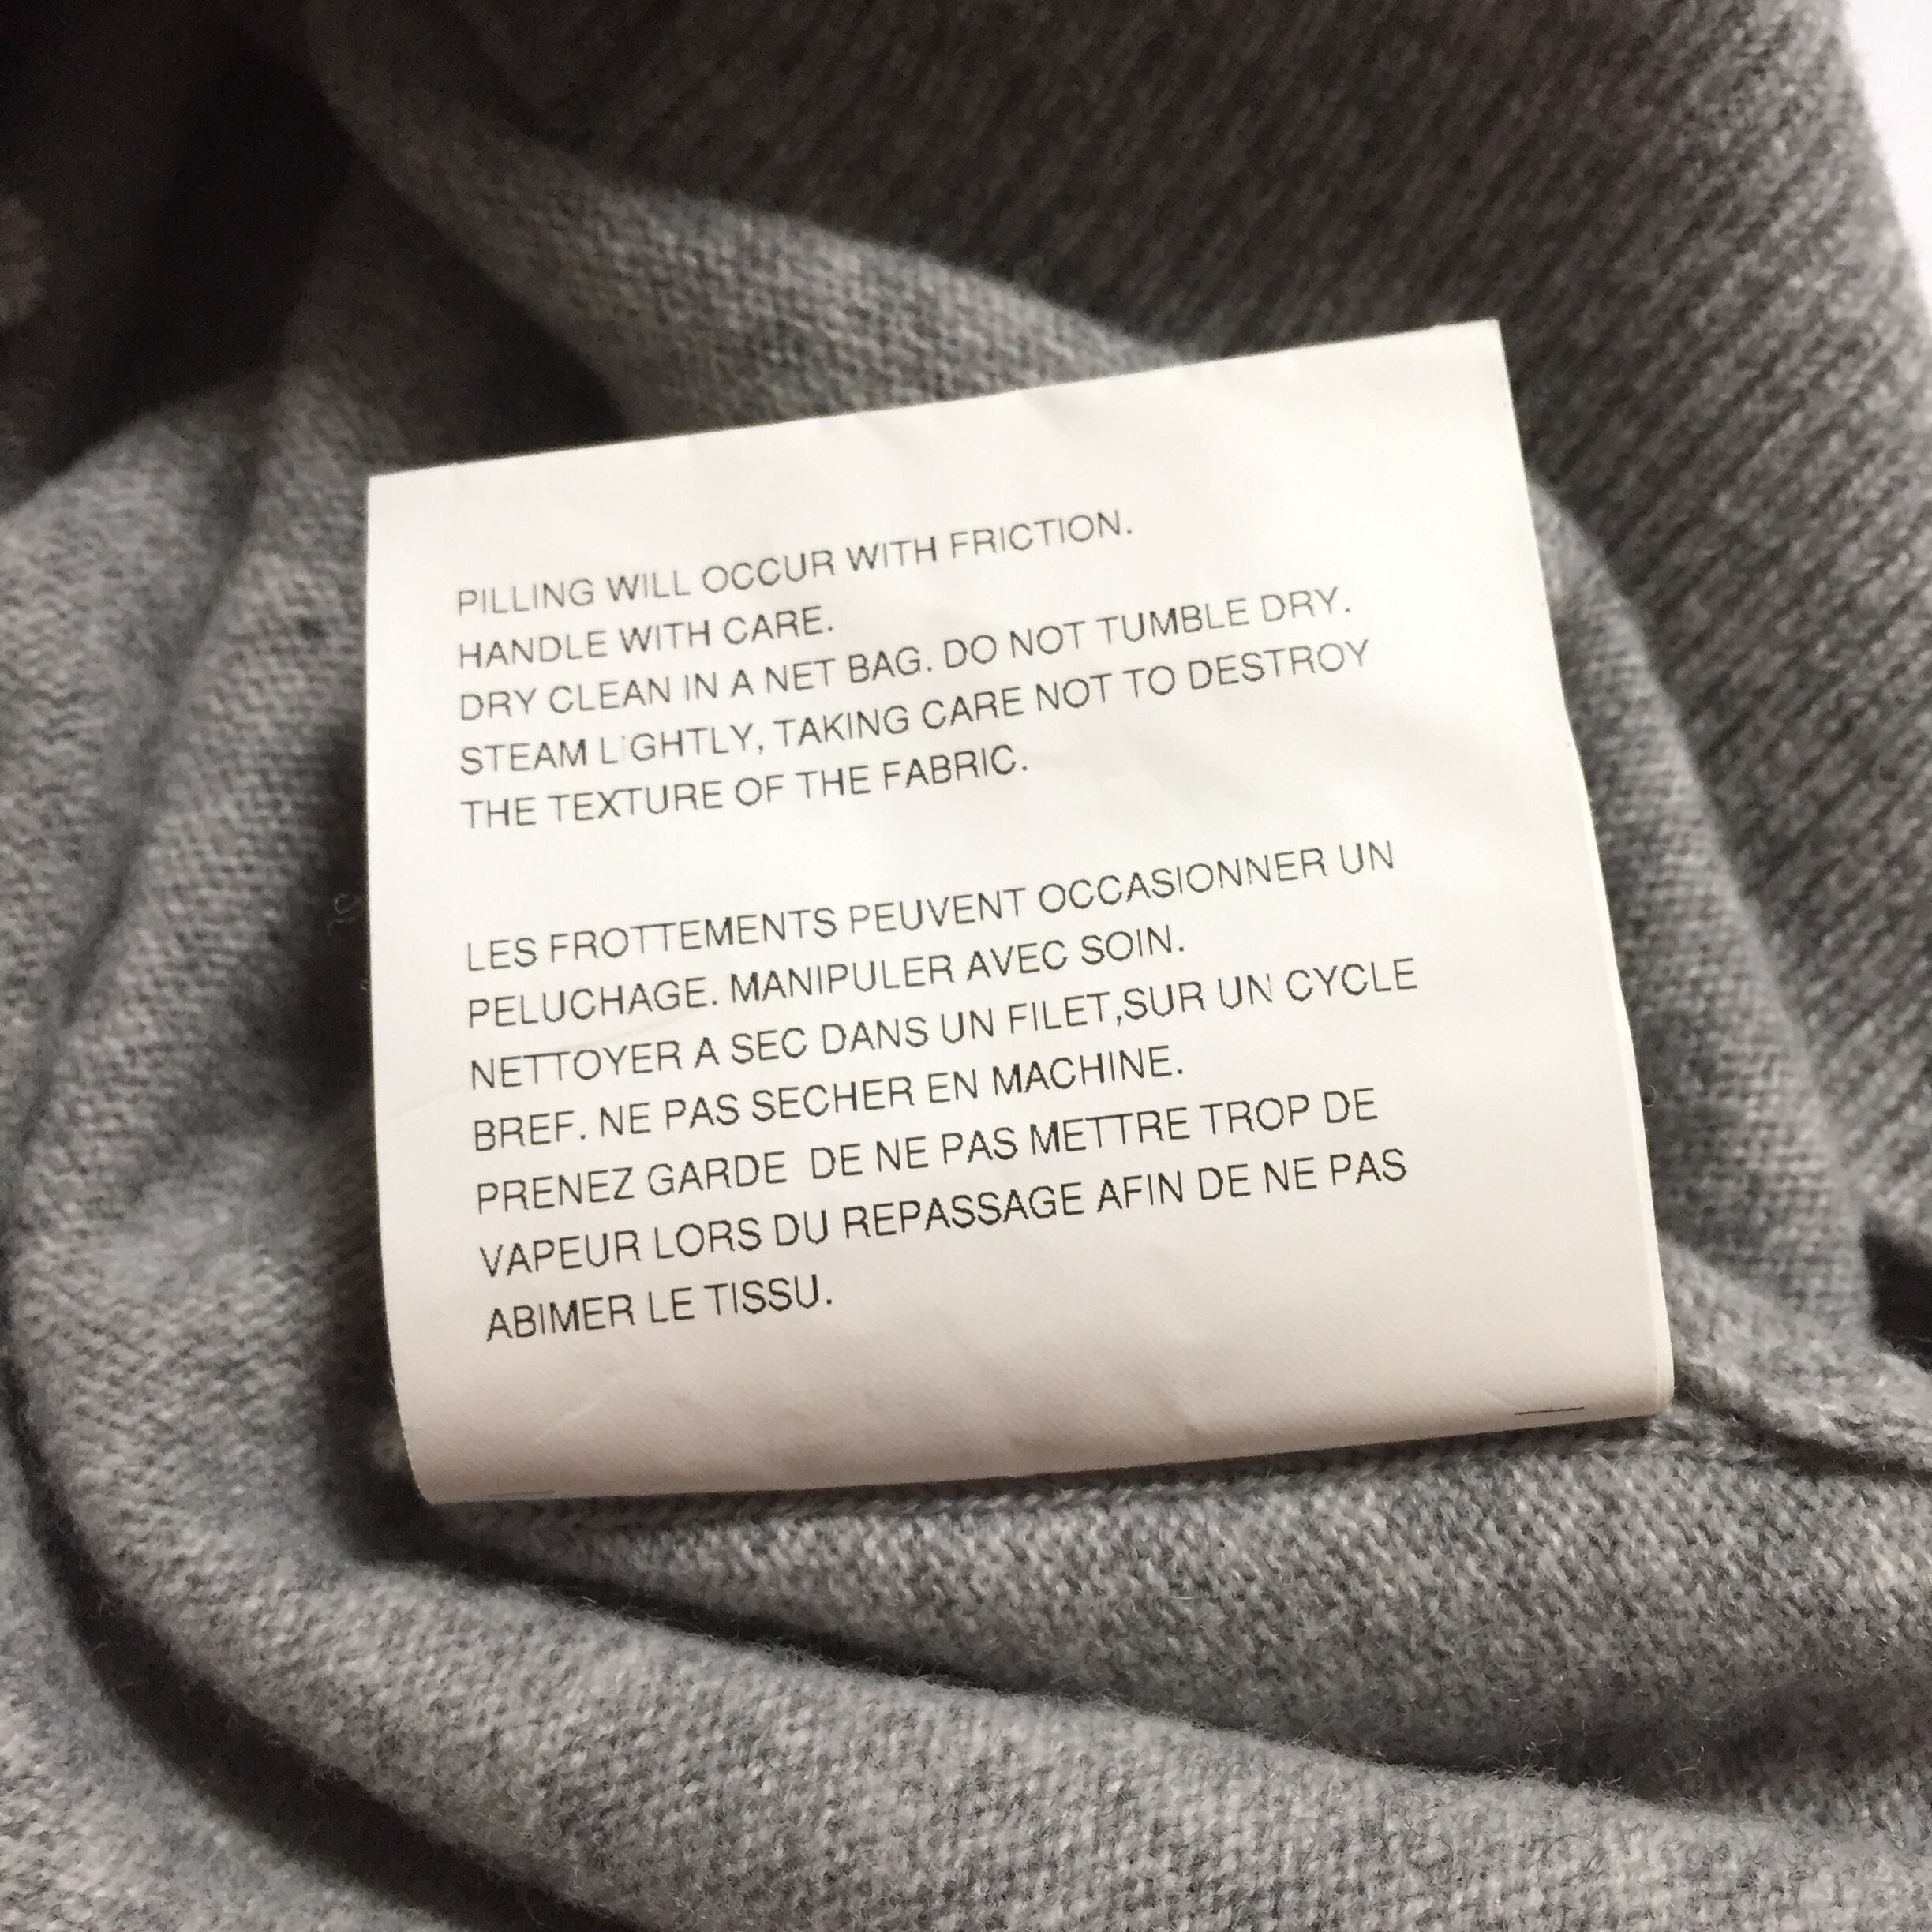 PILLING WILL OCCUR WITH FRICTION.
HANDLE WITH CARE.
DRY CLEAN IN A NET BAG. DO NOT TUMBLE DRY.
STEAM LIGHTLY, TAKING CARE NOT TO DESTROY
THE TEXTURE OF THE FABRIC.
LES FROTTEMENTS PEUVENT OCCASIONNER UN
PELUCHAGE. MANIPULER AVEC SOIN.
NETTOYER A SEC DANS UN FILET,SUR UN CYCLE
BREF. NE PAS SECHER EN MACHINE.
PRENEZ GARDE DE NE PAS METTRE TROP DE
VAPEUR LORS DU REPASSAGE AFIN DE NE PAS
ABIMER LE TISSU.